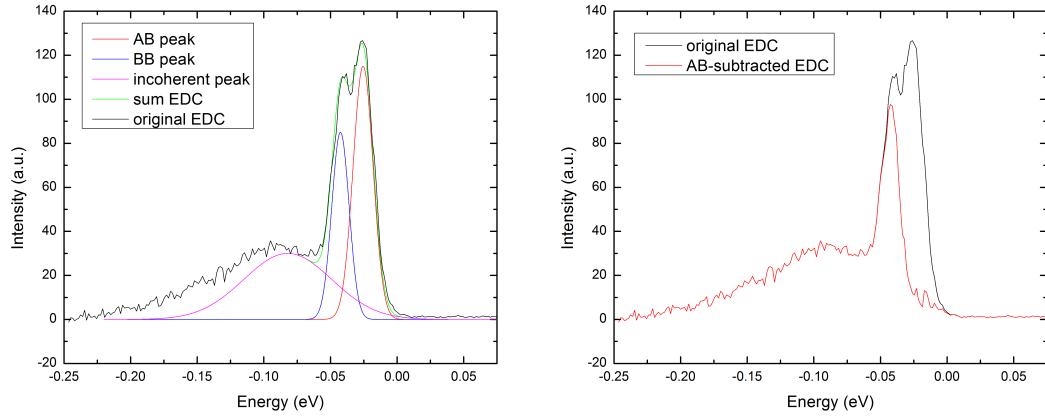 140
120
100
80
60
40
20
0
-20
-0.25
-0.20
-0.15
-0.10
-0.05
0.00
0.05
Intensity (a.u.)
Energy (eV)
AB peak
BB peak
incoherent peak
sum EDC
original EDC
140
120
100
80
60
40
20
0
-20
-0.25
-0.20
-0.15
-0.10
-0.05
0.00
0.05
Intensity (a.u.)
Energy (eV)
original EDC
AB-subtracted EDC